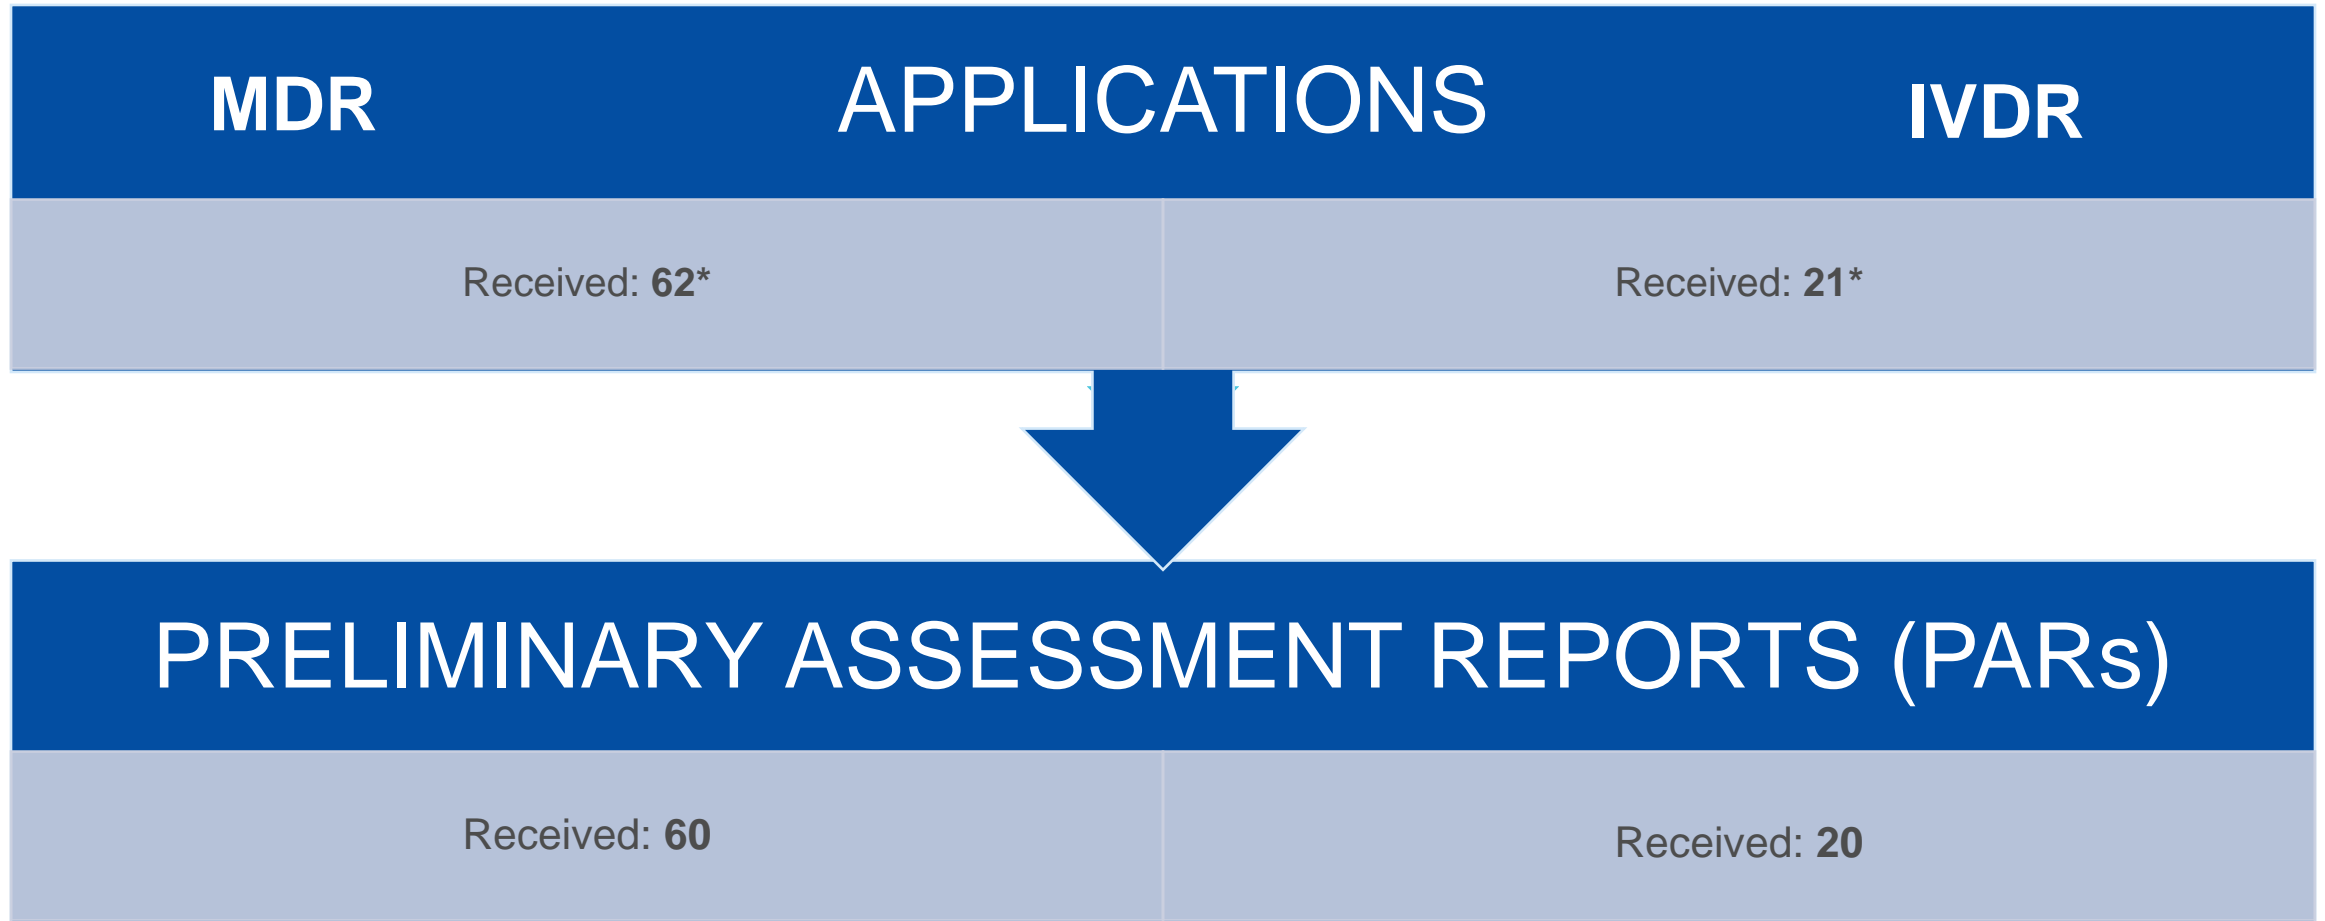 MDR APPLICATIONS IVDR
Received: 62* Received: 21*
PRELIMINARY ASSESSMENT REPORTS (PARs)
Received: 60 Received: 20